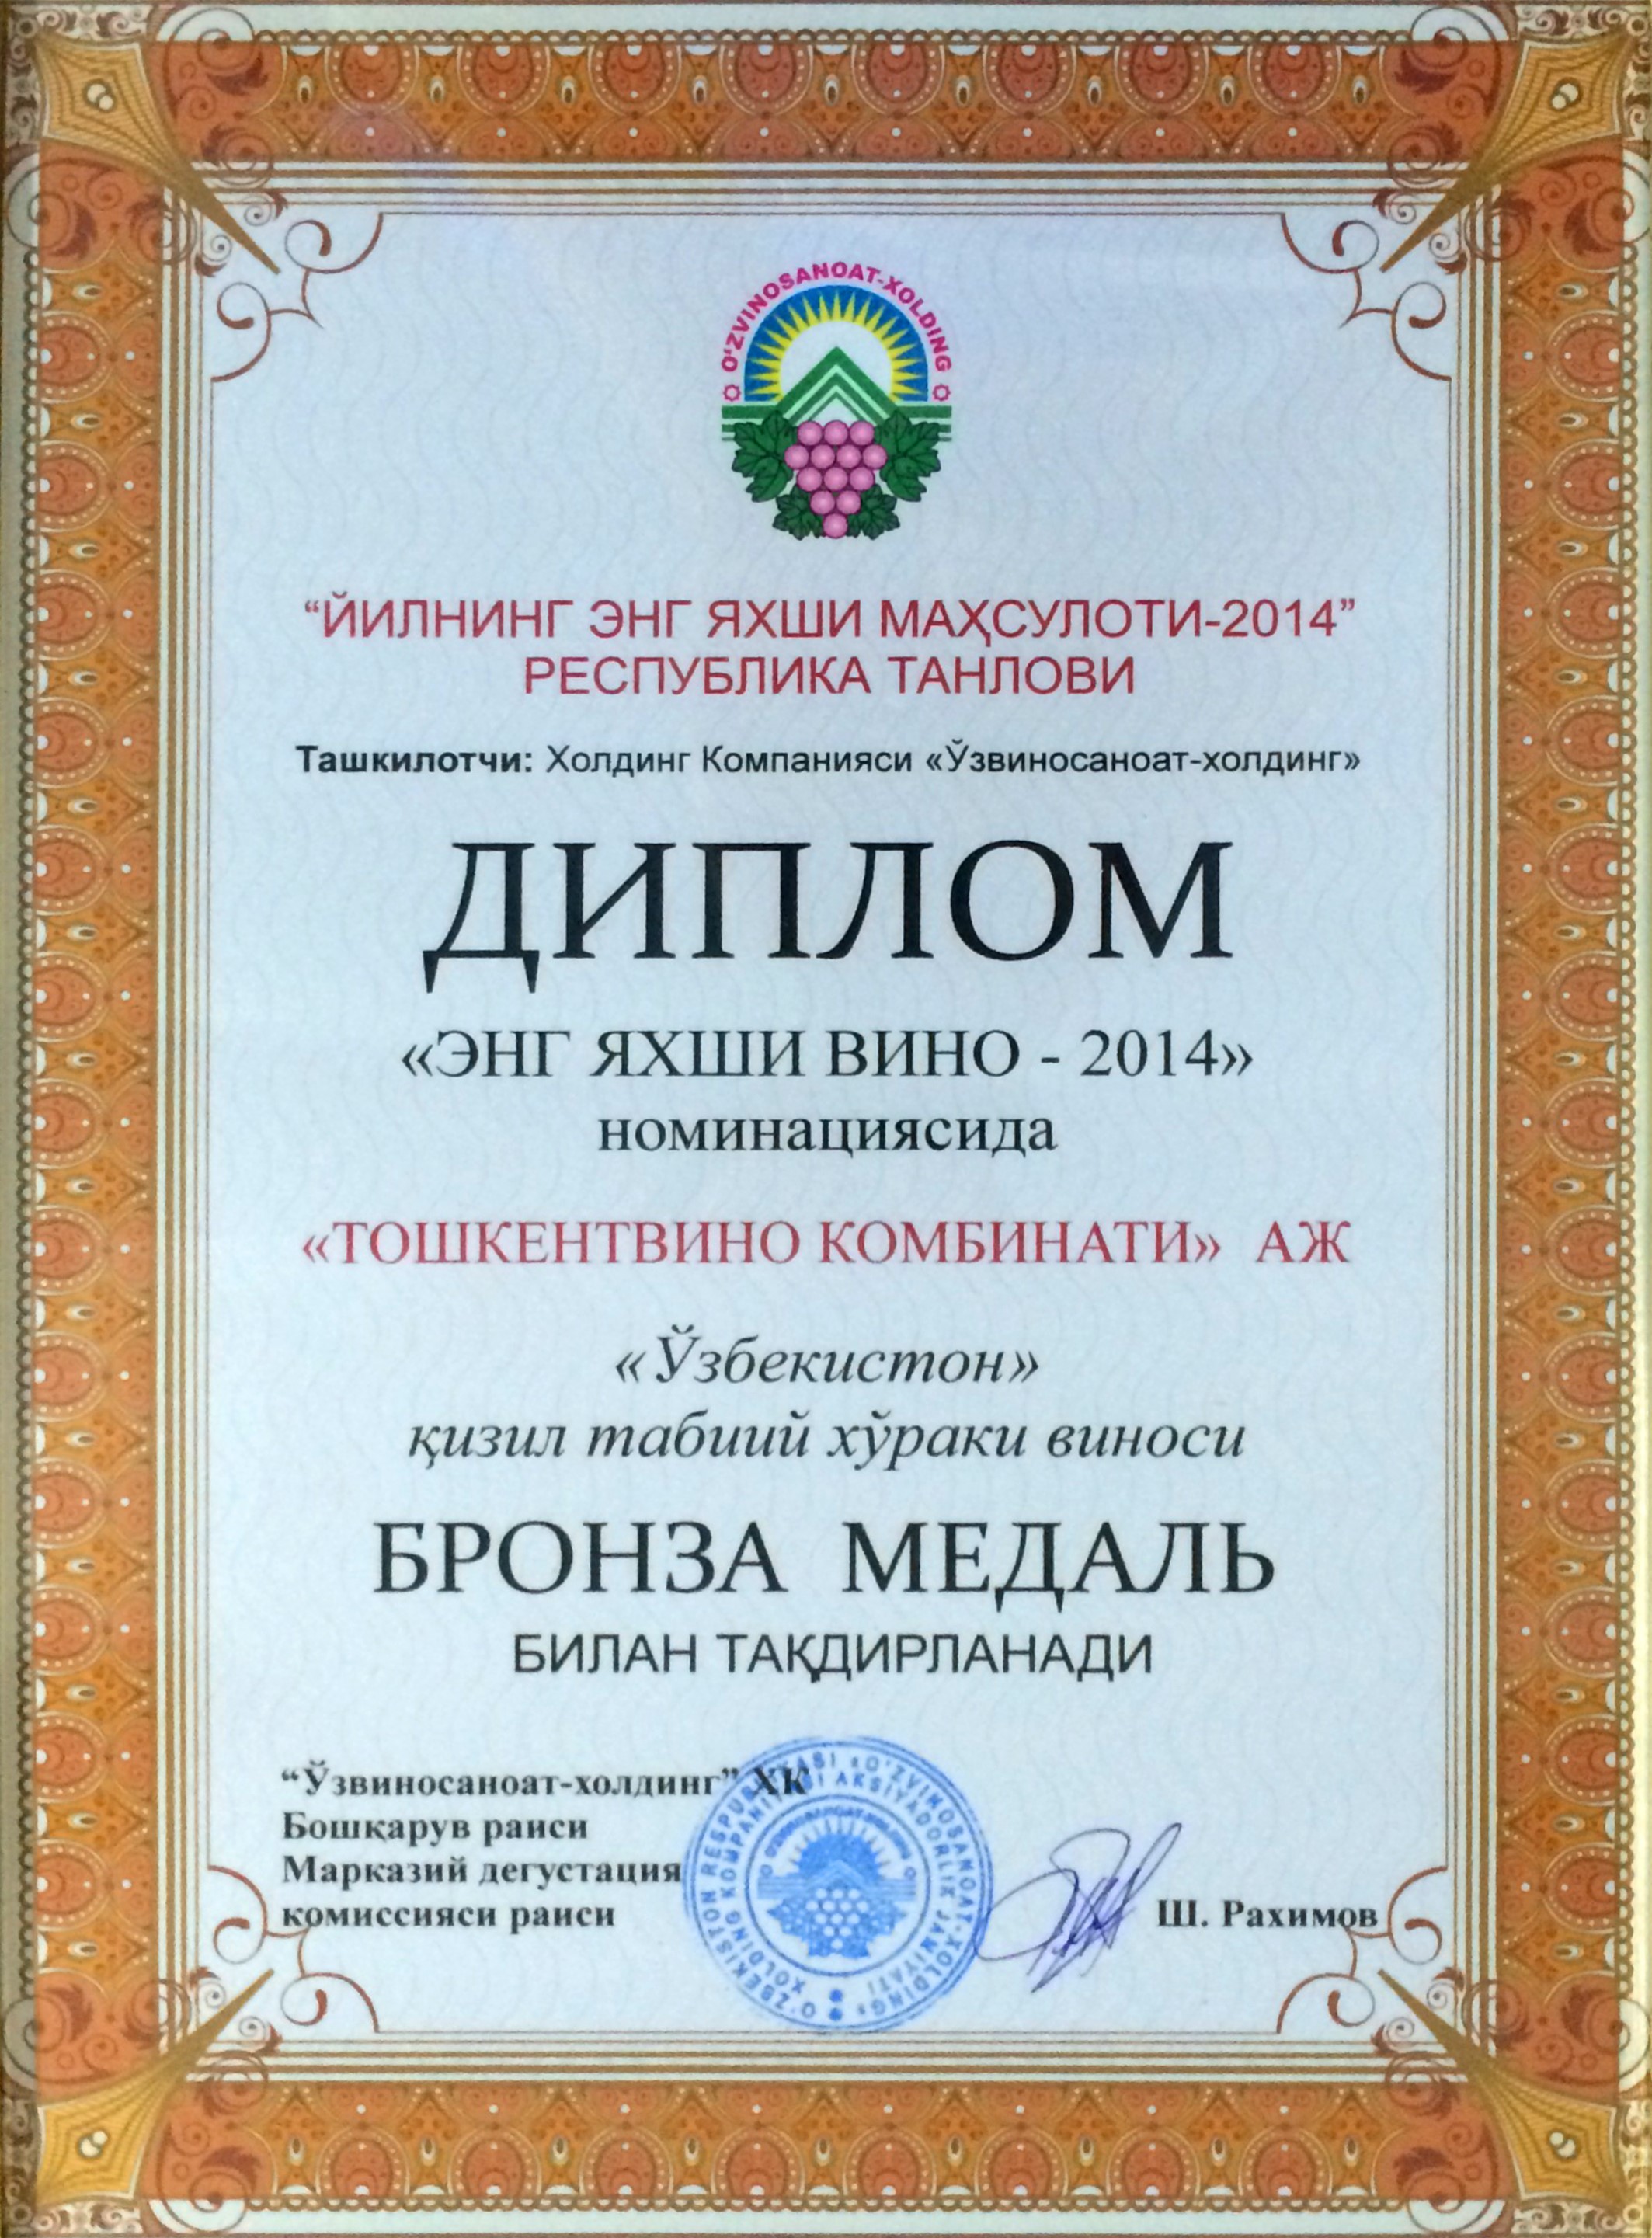 O'ZVINOSANOAT-XOLDING
“ЙИЛНИНГ ЭНГ ЯХШИ МАҲСУЛОТИ-2014”
РЕСПУБЛИКА ТАНЛОВИ
Ташкилотчи: Холдинг Компанияси «Ўзвиносаноат-холдинг»
ДИПЛОМ
«ЭНГ ЯХШИ ВИНО - 2014»
номинациясида
«ТОШКЕНТВИНО КОМБИНАТИ» АЖ
«Ўзбекистон»
қизил табиий хўраки виноси
БРОНЗА МЕДАЛЬ
БИЛАН ТАҚДИРЛАНАДИ
“Ўзвиносаноат-холдинг” ХК
Бошқарув раиси
Марказий дегустация
комиссияси раиси
Ш. Рахимов
O'ZBEKISTON RESPUBLIKASI «O'ZVINOSANOAT-XOLDING»
XOLDING KOMPANIYASI AKSIYADORLIK JAMIYATI